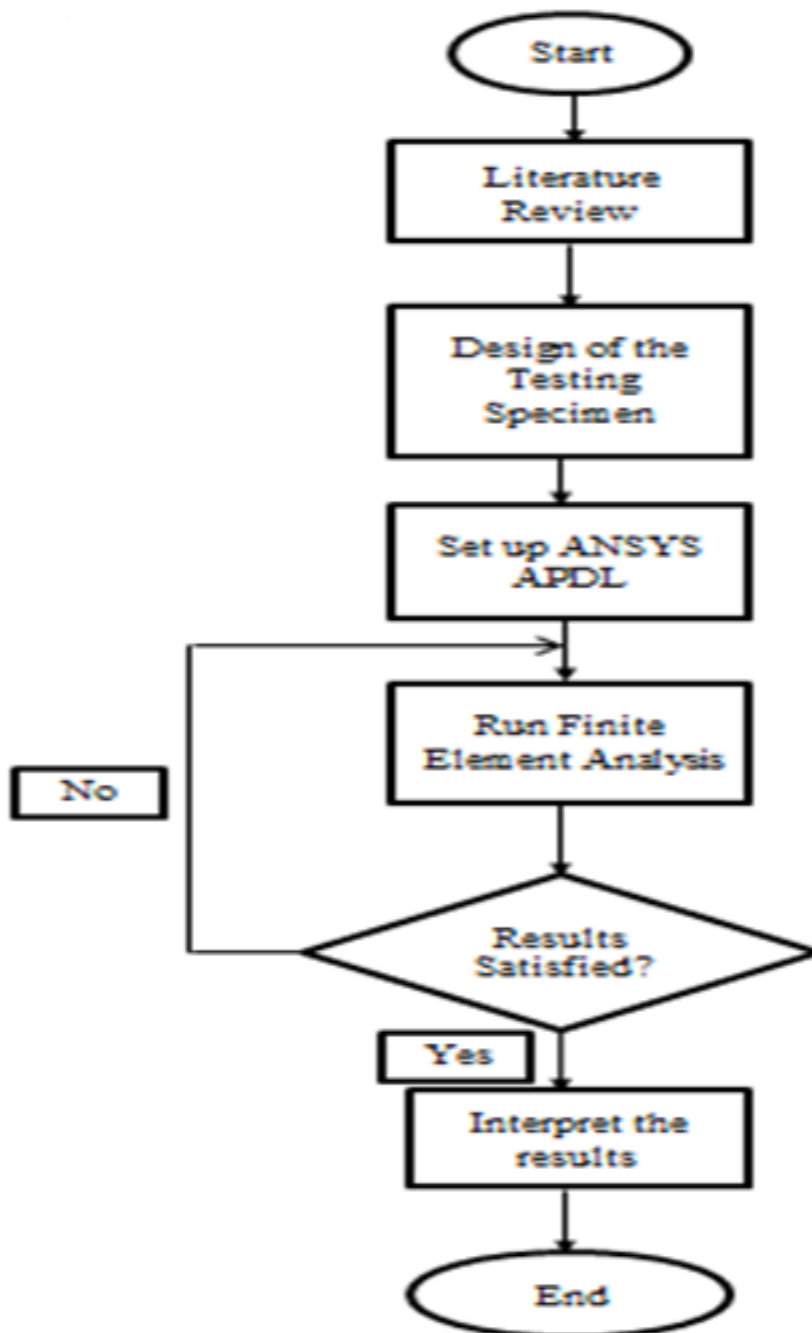 Start
Literature
Review
Design of the
Testing
Specimen
Set up ANSYS
APDL
Run Finite
Element Analysis
No
Results
Satisfied?
Yes
Interpret the
results
End